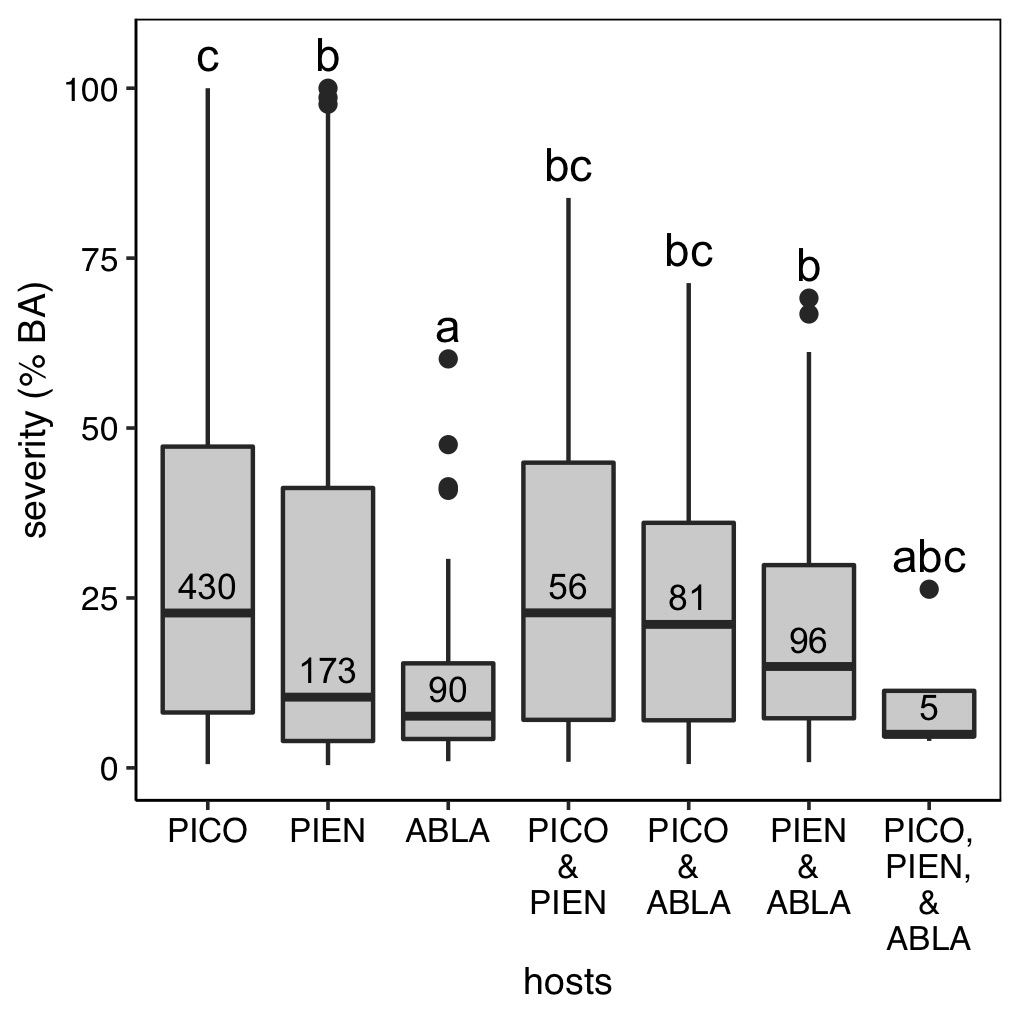 c
b
a
bc
bc
b
abc
100
75
50
25
0
severity (% BA)
430
173
90
56
81
96
5
PICO
PIEN
ABLA
PICO
&
PIEN
PICO
&
ABLA
PIEN
&
ABLA
PICO,
PIEN,
&
ABLA
hosts